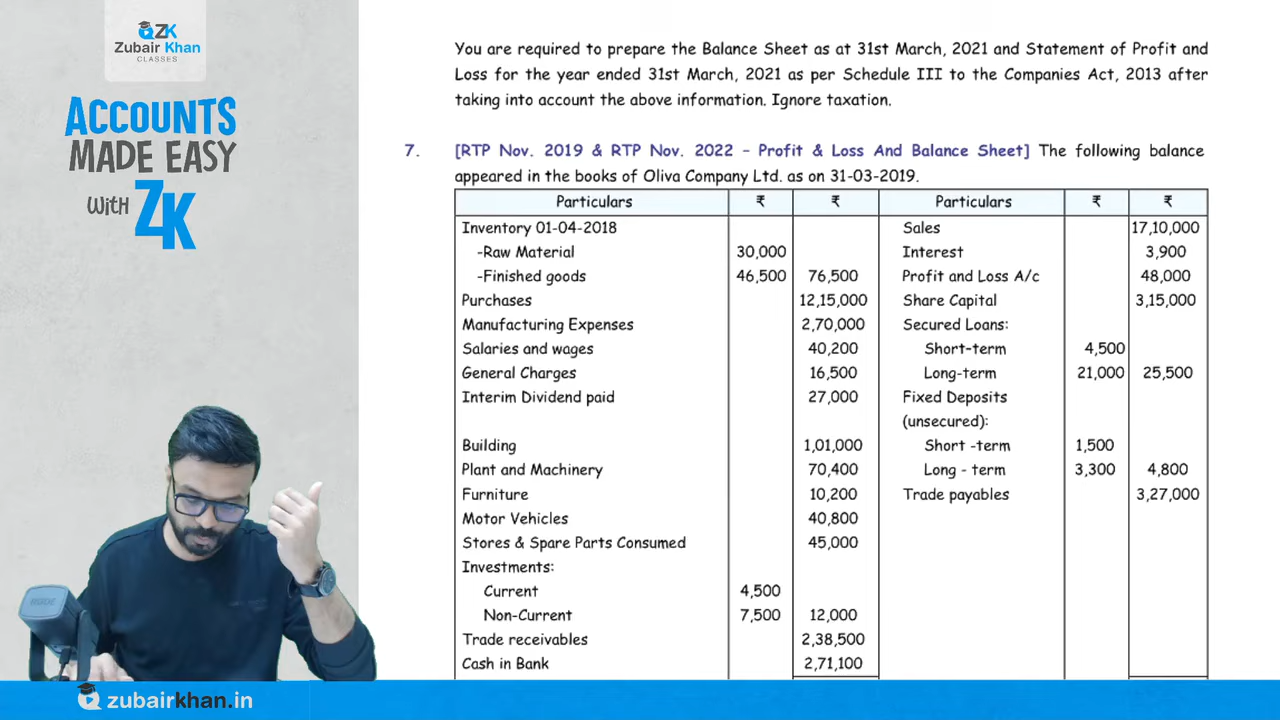 ZK
Zubair Khan
CLASSES
ACCOUNTS
MADE EASY
WITH ZK
You are required to prepare the Balance Sheet as at 31st March, 2021 and Statement of Profit and
Loss for the year ended 31st March, 2021 as per Schedule III to the Companies Act, 2013 after
taking into account the above information. Ignore taxation.
7. [RTP Nov. 2019 & RTP Nov. 2022 – Profit & Loss And Balance Sheet] The following balance
appeared in the books of Oliva Company Ltd. as on 31-03-2019.
Particulars ₹ ₹ Particulars ₹ ₹
Inventory 01-04-2018 Sales 17,10,000
-Raw Material 30,000 Interest 3,900
-Finished goods 46,500 76,500 Profit and Loss A/c 48,000
Purchases 12,15,000 Share Capital 3,15,000
Manufacturing Expenses 2,70,000 Secured Loans:
Salaries and wages 40,200 Short-term 4,500
General Charges 16,500 Long-term 21,000 25,500
Interim Dividend paid 27,000 Fixed Deposits
(unsecured):
Building 1,01,000 Short -term 1,500
Plant and Machinery 70,400 Long - term 3,300 4,800
Furniture 10,200 Trade payables 3,27,000
Motor Vehicles 40,800
Stores & Spare Parts Consumed 45,000
Investments:
Current 4,500
Non-Current 7,500 12,000
Trade receivables 2,38,500
Cash in Bank 2,71,100
zubairkhan.in